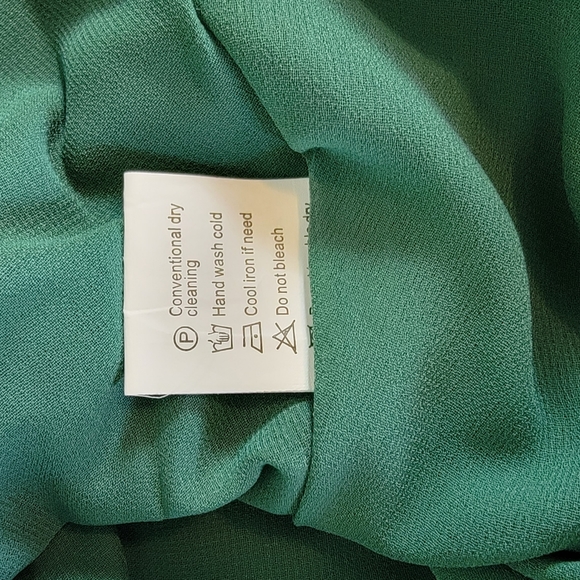 Conventional dry
cleaning
Hand wash cold
Cool iron if need
Do not bleach